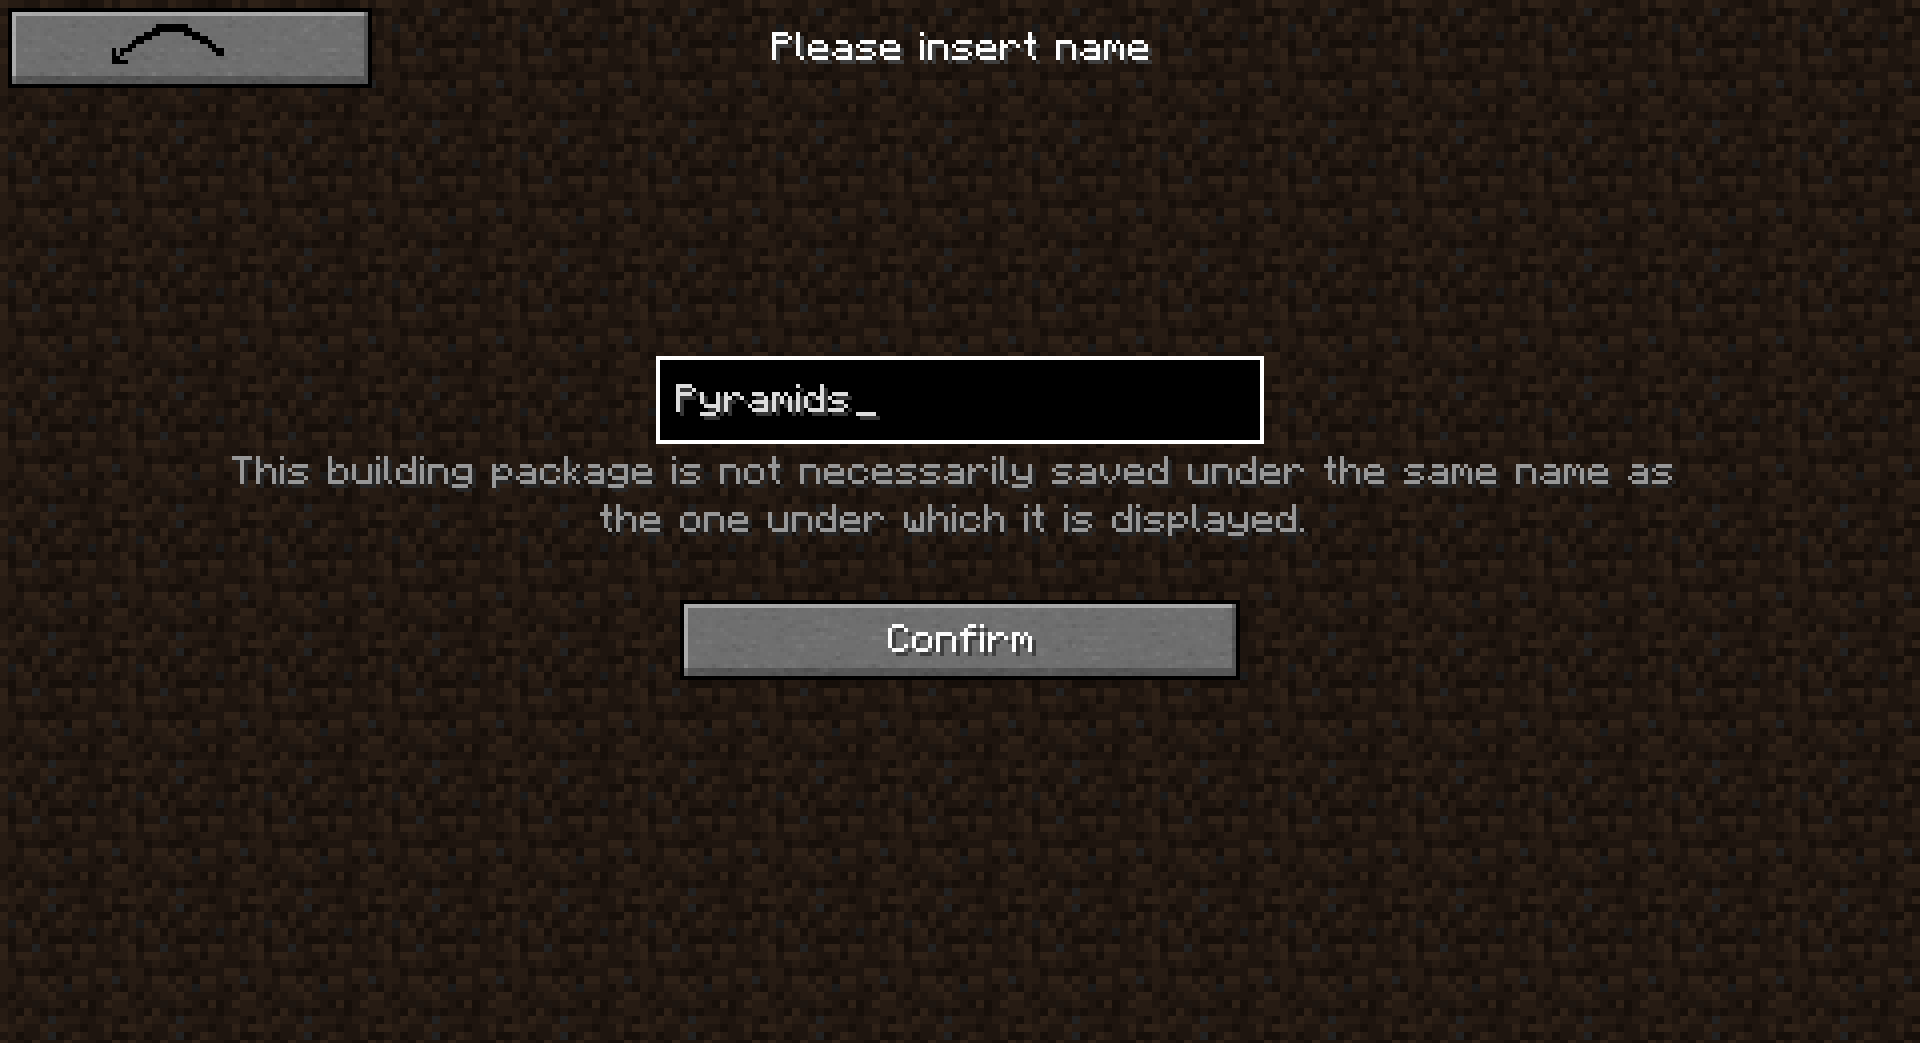 Please insert name
Pyramids_
This building package is not necessarily saved under the same name as
the one under which it is displayed.
Confirm